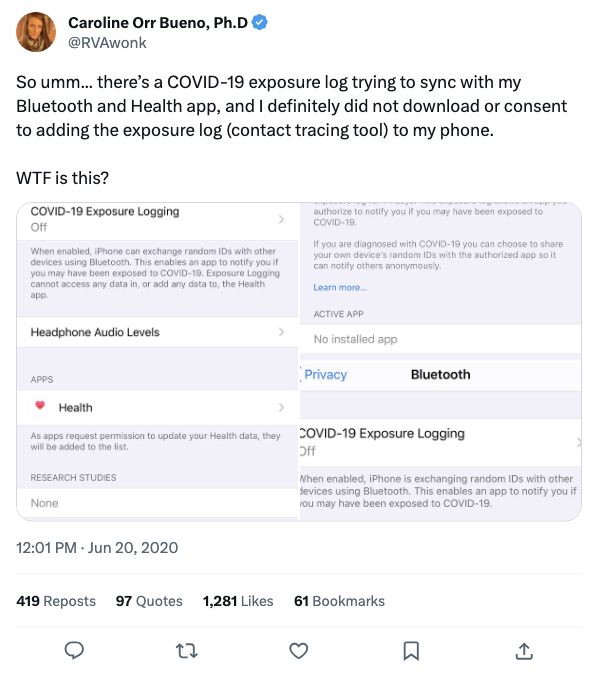 Caroline Orr Bueno, Ph.D
@RVAwonk
So umm... there's a COVID-19 exposure log trying to sync with my
Bluetooth and Health app, and I definitely did not download or consent
to adding the exposure log (contact tracing tool) to my phone.
WTF is this?
COVID-19 Exposure Logging
Off
When enabled, iPhone can exchange random IDs with other
devices using Bluetooth. This enables an app to notify you if
you may have been exposed to COVID-19. Exposure Logging
cannot access any data in, or add any data to, the Health
app.
Headphone Audio Levels
APPS
Health
As apps request permission to update your Health data, they
will be added to the list.
RESEARCH STUDIES
None
authorize to notify you if you may have been exposed to
COVID-19.
If you are diagnosed with COVID-19 you can choose to share
your own device's random IDs with the authorized app so it
can notify others anonymously.
Learn more...
ACTIVE APP
No installed app
Privacy
Bluetooth
COVID-19 Exposure Logging
Off
When enabled, iPhone is exchanging random IDs with other
devices using Bluetooth. This enables an app to notify you if
you may have been exposed to COVID-19.
12:01 PM · Jun 20, 2020
419 Reposts 97 Quotes 1,281 Likes 61 Bookmarks